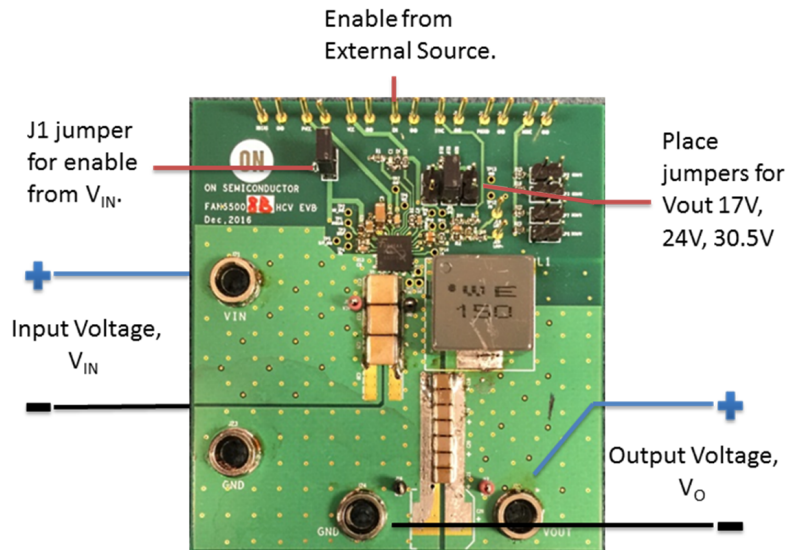 Enable from
External Source.
J1 jumper
for enable
from VIN.
ON
ON SEMICONDUCTOR
FAN6500 8B HCV EVB
Dec,2016
Place
jumpers for
Vout 17V,
24V, 30.5V
L1
WE
150
VIN
Input Voltage,
VIN
GND
GND
VOUT
Output Voltage,
VO